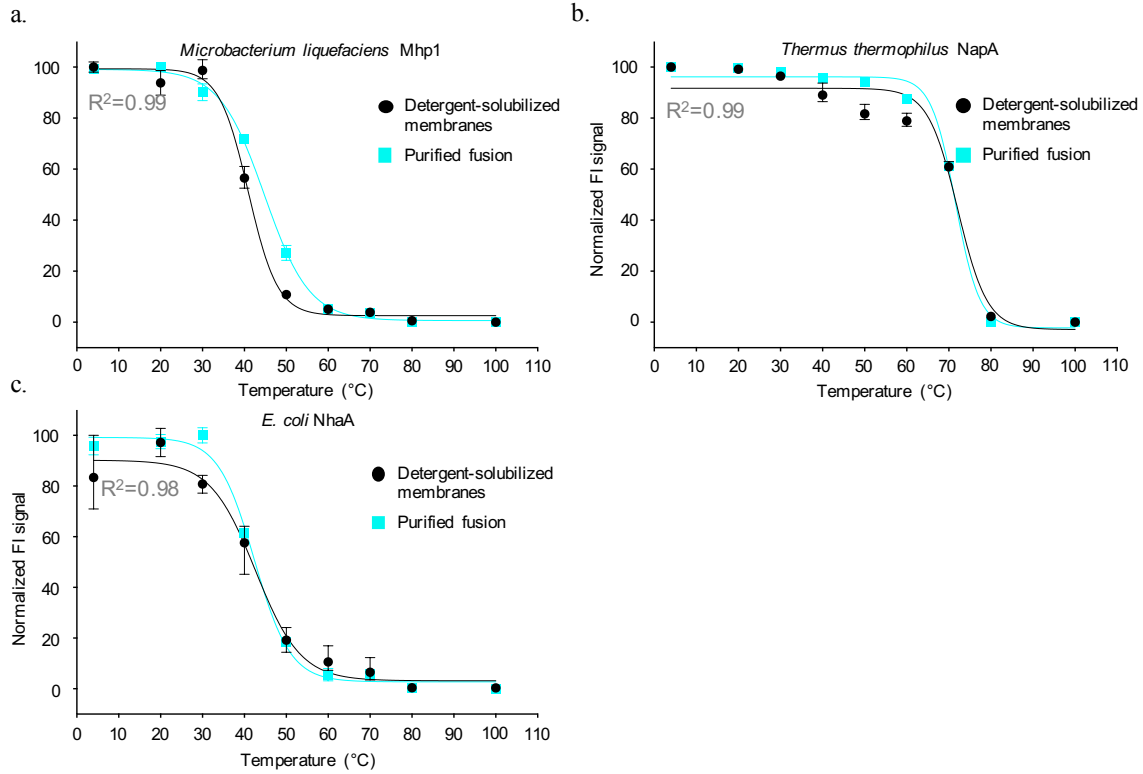 a.
Microbacterium liquefaciens Mhp1
100
80
60
40
20
0
R²=0.99
Detergent-solubilized
membranes
Purified fusion
0 10 20 30 40 50 60 70 80 90 100 110
Temperature (°C)
b.
Thermus thermophilus NapA
Normalized FI signal
100
80
60
40
20
0
R²=0.99
Detergent-solubilized
membranes
Purified fusion
0 10 20 30 40 50 60 70 80 90 100 110
Temperature (°C)
c.
E. coli NhaA
Normalized FI signal
100
80
60
40
20
0
R²=0.98
Detergent-solubilized
membranes
Purified fusion
0 10 20 30 40 50 60 70 80 90 100 110
Temperature (°C)